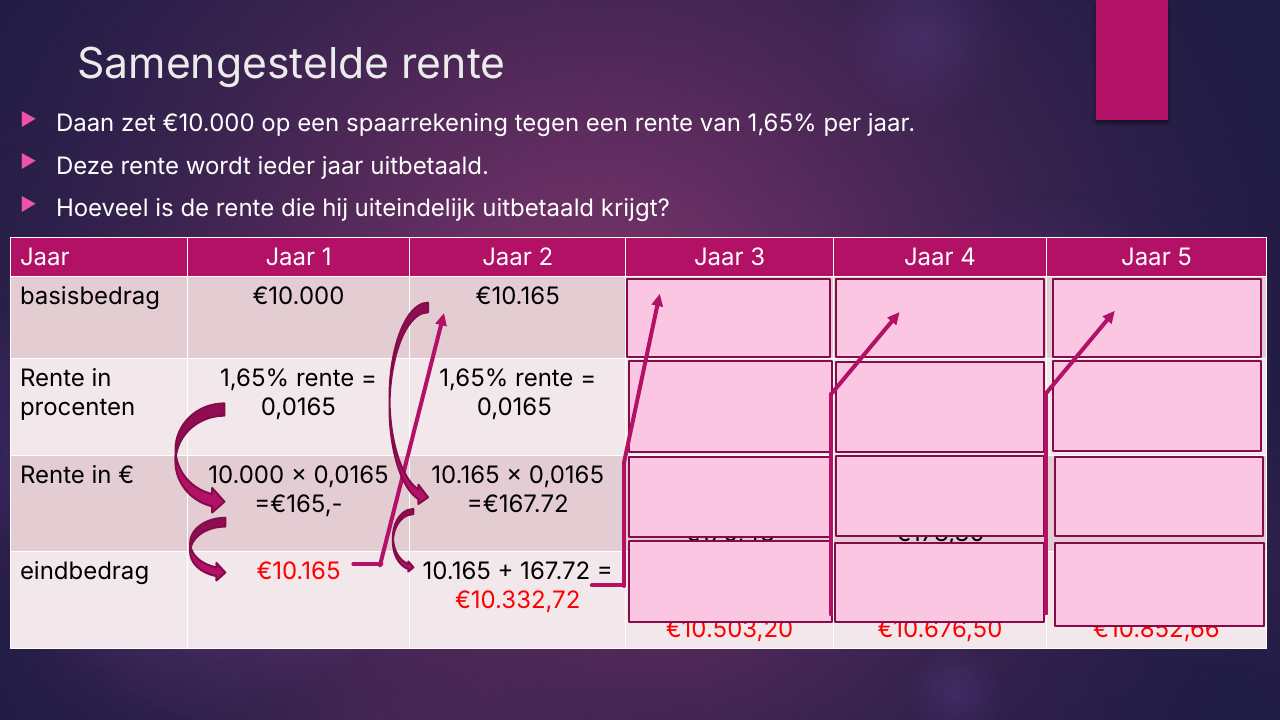 Samengestelde rente
Daan zet €10.000 op een spaarrekening tegen een rente van 1,65% per jaar.
Deze rente wordt ieder jaar uitbetaald.
Hoeveel is de rente die hij uiteindelijk uitbetaald krijgt?
Jaar Jaar 1 Jaar 2 Jaar 3 Jaar 4 Jaar 5
basisbedrag €10.000 €10.165
Rente in 1,65% rente = 1,65% rente =
procenten 0,0165 0,0165
Rente in € 10.000 × 0,0165 10.165 × 0,0165
=€165,- =€167.72
eindbedrag €10.165 10.165 + 167.72 =
€10.332,72
€10.503,20 €10.676,50 €10.852,66